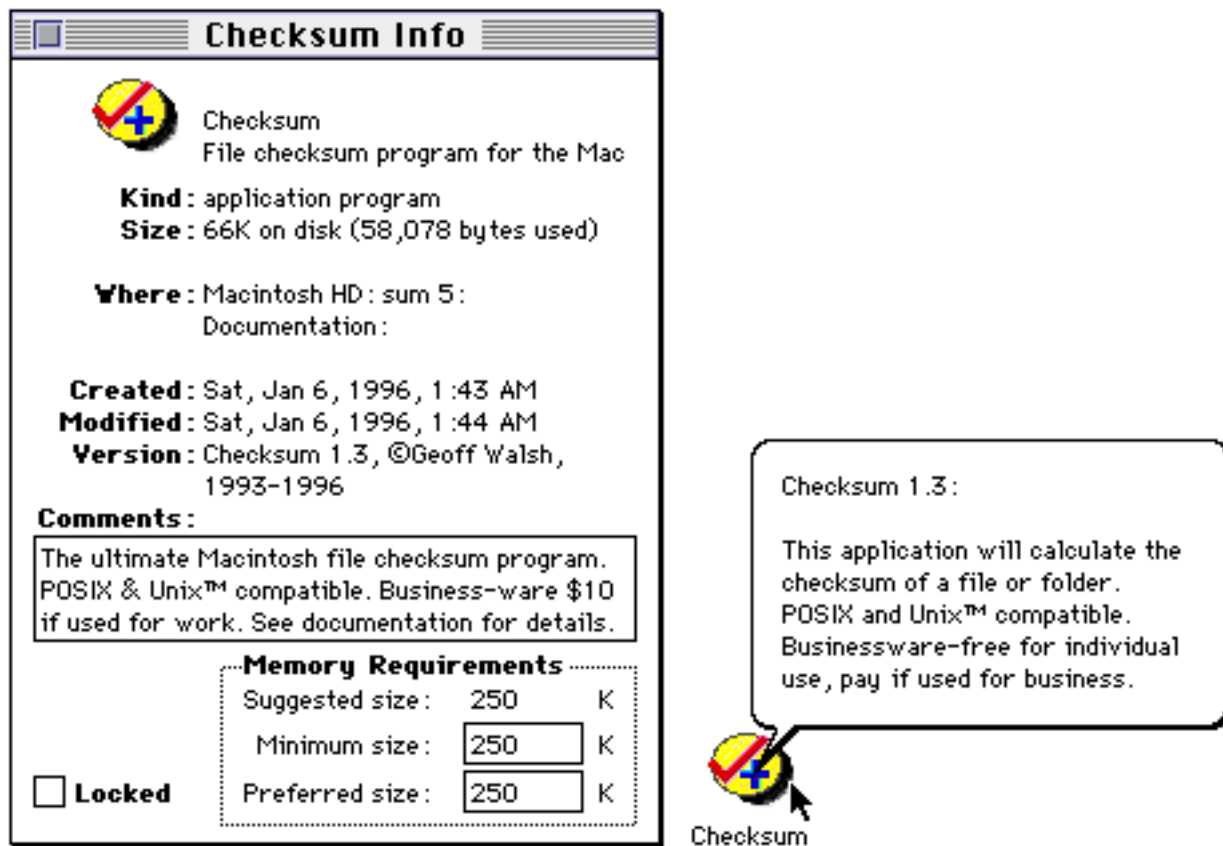 Checksum Info
Checksum
File checksum program for the Mac
Kind: application program
Size: 66K on disk (58,078 bytes used)
Where: Macintosh HD: sum 5:
Documentation:
Created: Sat, Jan 6, 1996, 1:43 AM
Modified: Sat, Jan 6, 1996, 1:44 AM
Version: Checksum 1.3, ©Geoff Walsh,
1993-1996
Comments:
The ultimate Macintosh file checksum program.
POSIX & Unix™ compatible. Business-ware $10
if used for work. See documentation for details.
Memory Requirements
Suggested size: 250 K
Minimum size: 250 K
Preferred size: 250 K
Locked
Checksum 1.3:
This application will calculate the
checksum of a file or folder.
POSIX and Unix™ compatible.
Businessware-free for individual
use, pay if used for business.
Checksum